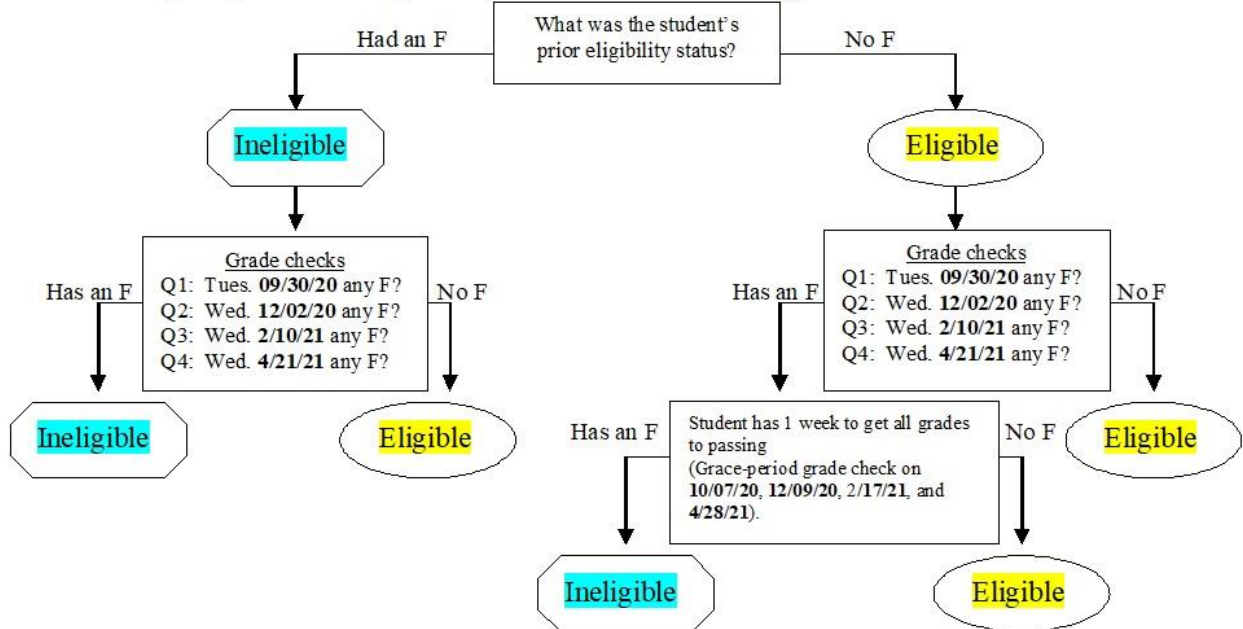 What was the student's
prior eligibility status?
Had an F
No F
Ineligible
Eligible
Grade checks
Q1: Tues. 09/30/20 any F?
Q2: Wed. 12/02/20 any F?
Q3: Wed. 2/10/21 any F?
Q4: Wed. 4/21/21 any F?
Has an F
No F
Ineligible
Eligible
Grade checks
Q1: Tues. 09/30/20 any F?
Q2: Wed. 12/02/20 any F?
Q3: Wed. 2/10/21 any F?
Q4: Wed. 4/21/21 any F?
Has an F
No F
Eligible
Student has 1 week to get all grades
to passing
(Grace-period grade check on
10/07/20, 12/09/20, 2/17/21, and
4/28/21).
Has an F
No F
Ineligible
Eligible